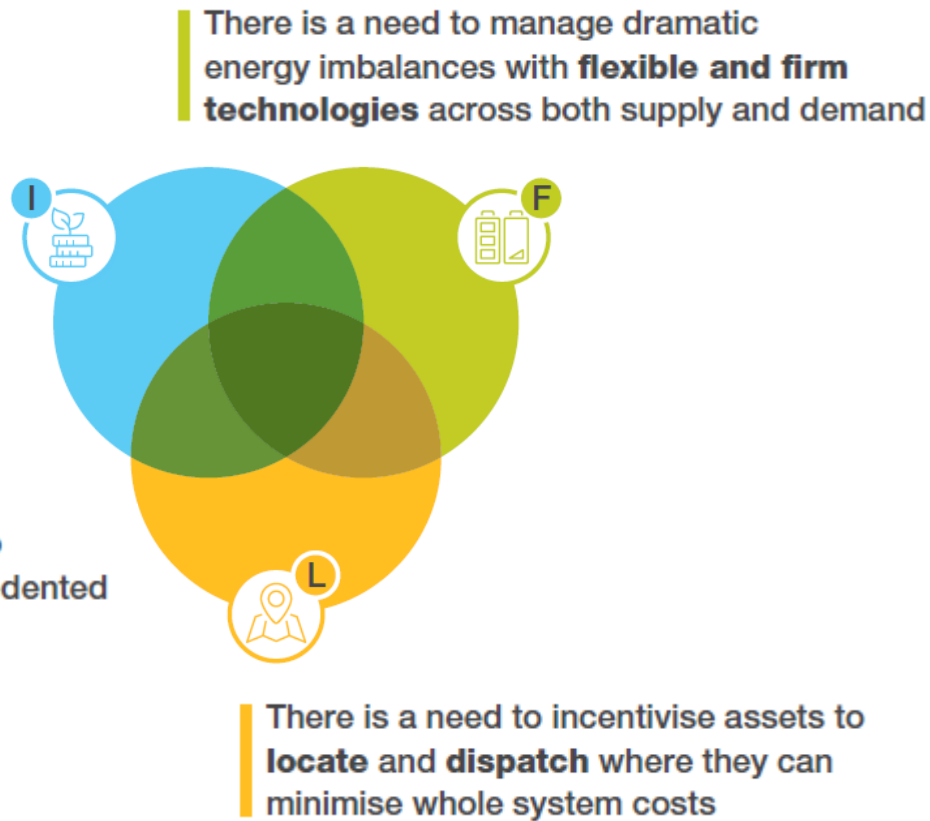 There is a need to manage dramatic
energy imbalances with flexible and firm
technologies across both supply and demand
I
F
L
There is a need to incentivise assets to
locate and dispatch where they can
minimise whole system costs